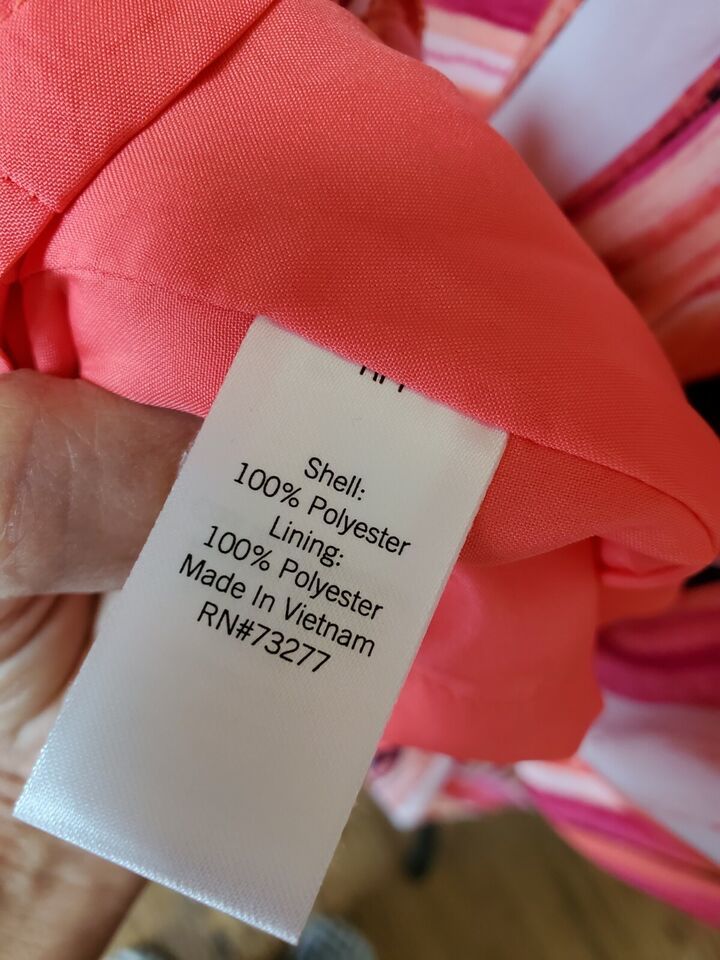 Shell:
100% Polyester
Lining:
100% Polyester
Made In Vietnam
RN#73277